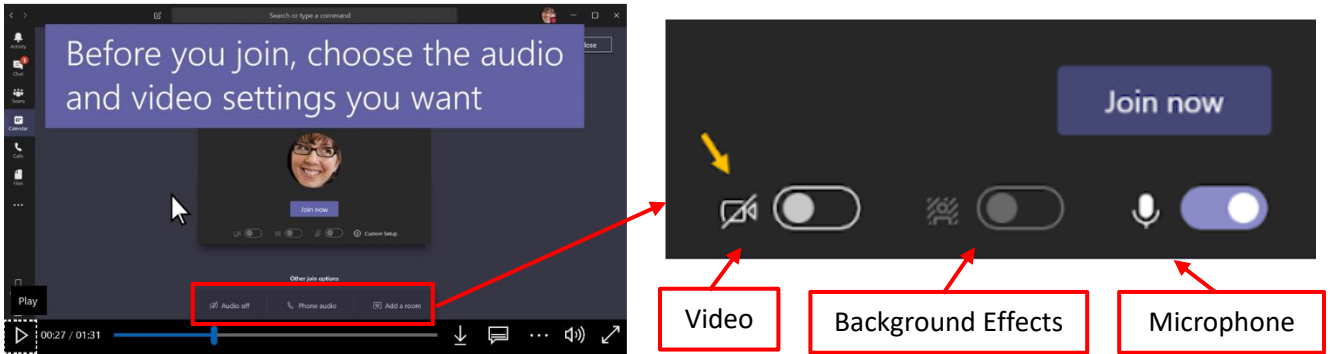 Search or type a command
Before you join, choose the audio
and video settings you want
Activity
Chat
Teams
Calendar
Calls
Files
Join now
Custom Setup
Other join options
Audio off
Phone audio
Add a room
Play
00:27 / 01:31
Join now
Video
Background Effects
Microphone